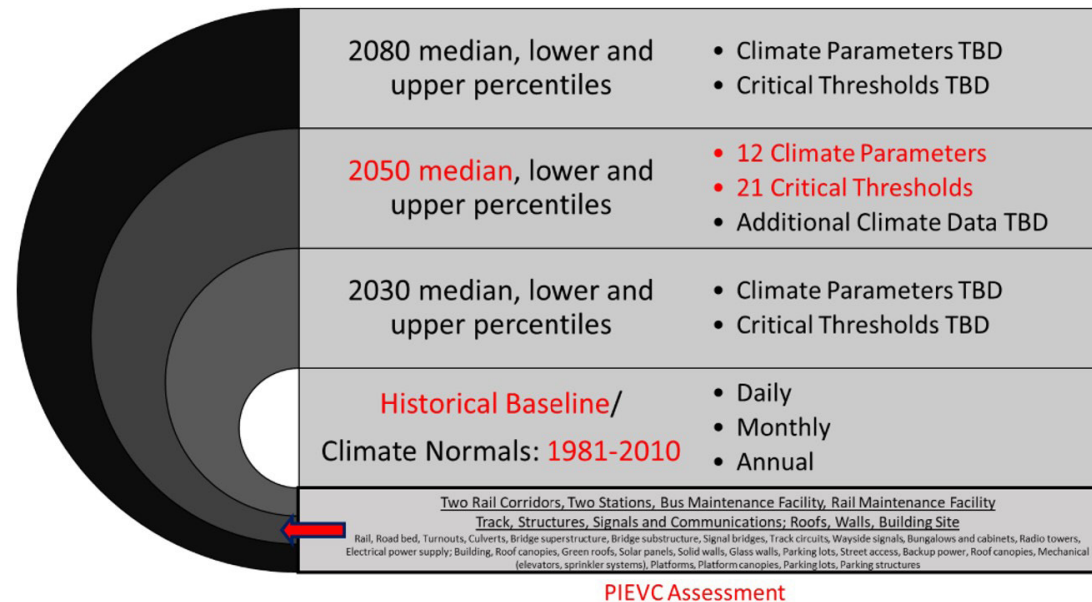 2080 median, lower and
upper percentiles
• Climate Parameters TBD
• Critical Thresholds TBD
2050 median, lower and
upper percentiles
• 12 Climate Parameters
• 21 Critical Thresholds
• Additional Climate Data TBD
2030 median, lower and
upper percentiles
• Climate Parameters TBD
• Critical Thresholds TBD
Historical Baseline/
Climate Normals: 1981-2010
• Daily
• Monthly
• Annual
Two Rail Corridors, Two Stations, Bus Maintenance Facility, Rail Maintenance Facility
Track, Structures, Signals and Communications; Roofs, Walls, Building Site
Rail, Road bed, Turnouts, Culverts, Bridge superstructure, Bridge substructure, Signal bridges, Track circuits, Wayside signals, Bungalows and cabinets, Radio towers,
Electrical power supply; Building, Roof canopies, Green roofs, Solar panels, Solid walls, Glass walls, Parking lots, Street access, Backup power, Roof canopies, Mechanical
(elevators, sprinkler systems), Platforms, Platform canopies, Parking lots, Parking structures
PIEVC Assessment